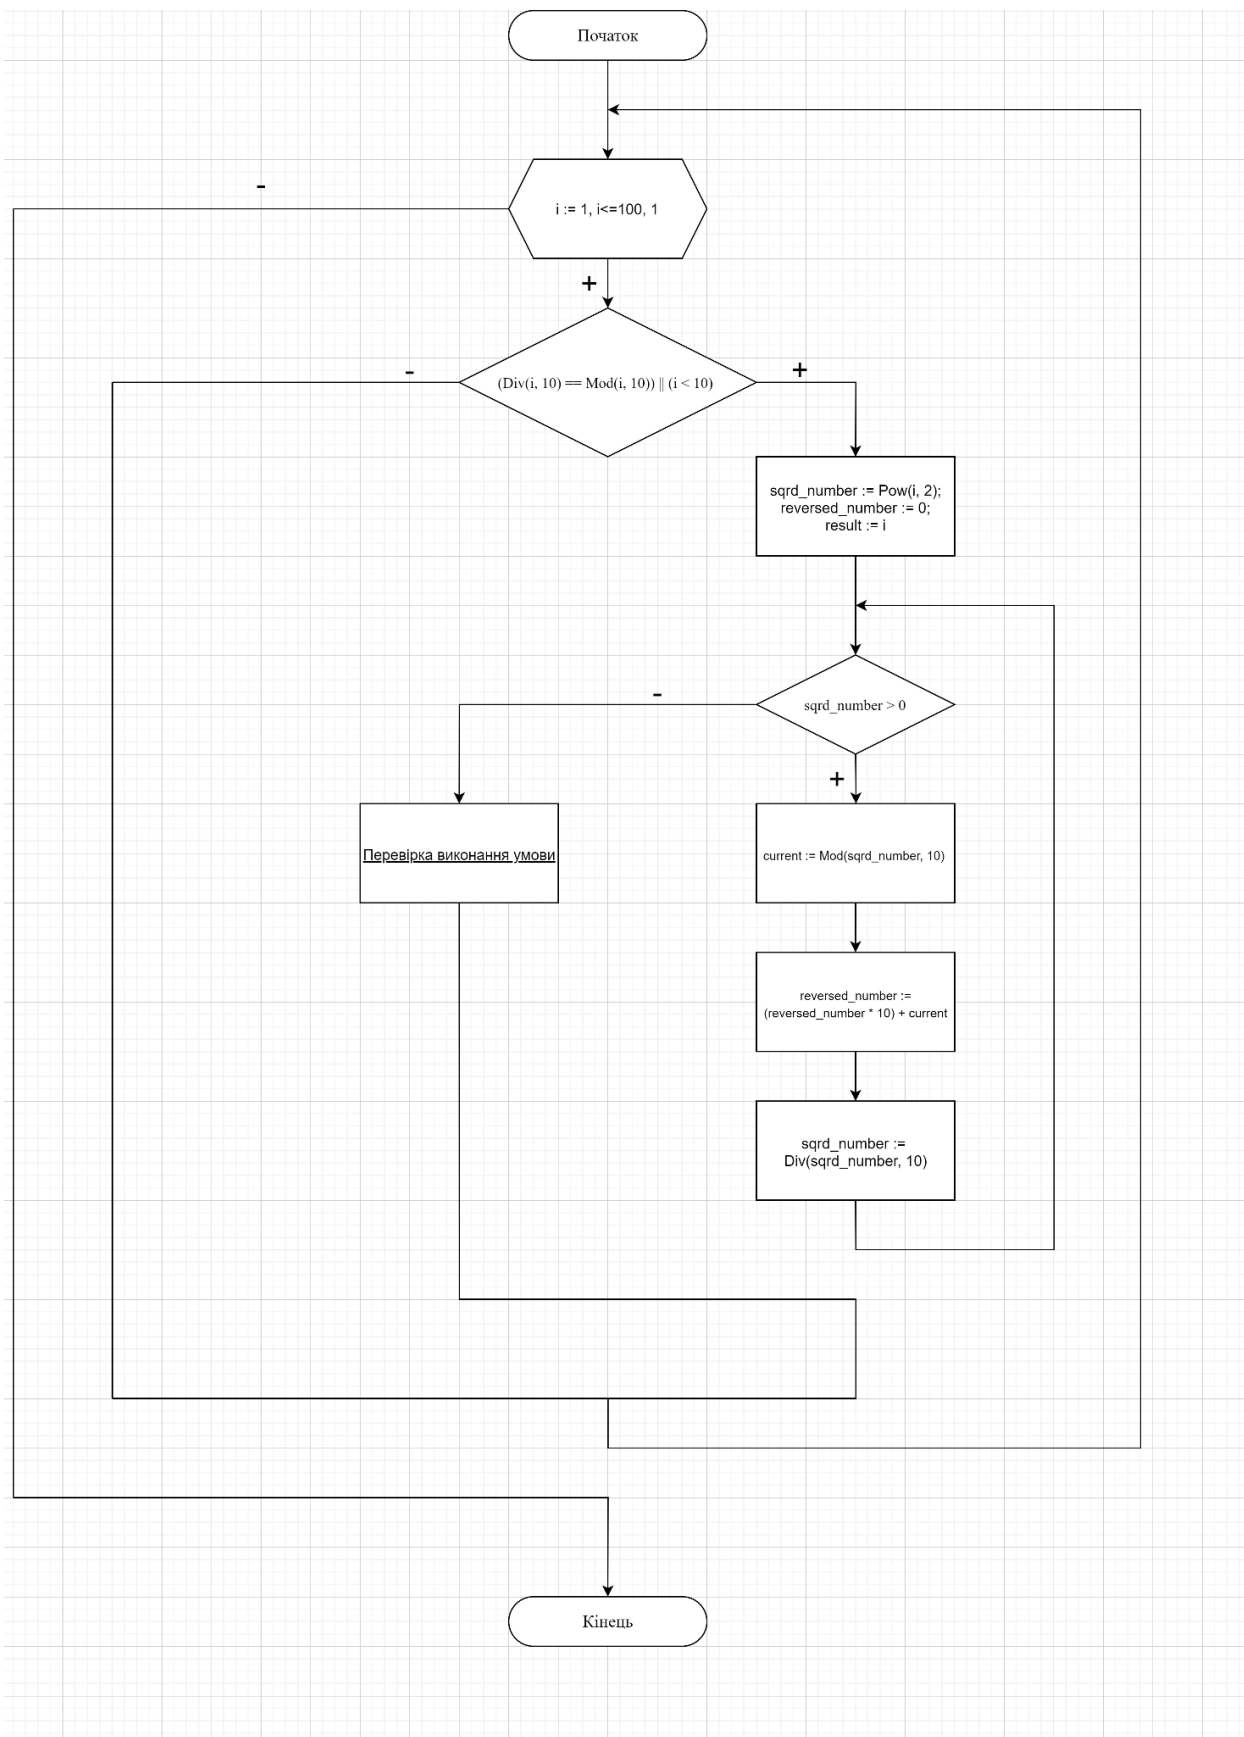 Початок
-
i := 1, i<=100, 1
+
-
(Div(i, 10) == Mod(i, 10)) || (i < 10)
+
sqrd_number := Pow(i, 2);
reversed_number := 0;
result := i
-
sqrd_number > 0
+
Перевірка виконання умови
current := Mod(sqrd_number, 10)
reversed_number :=
(reversed_number * 10) + current
sqrd_number :=
Div(sqrd_number, 10)
Кінець